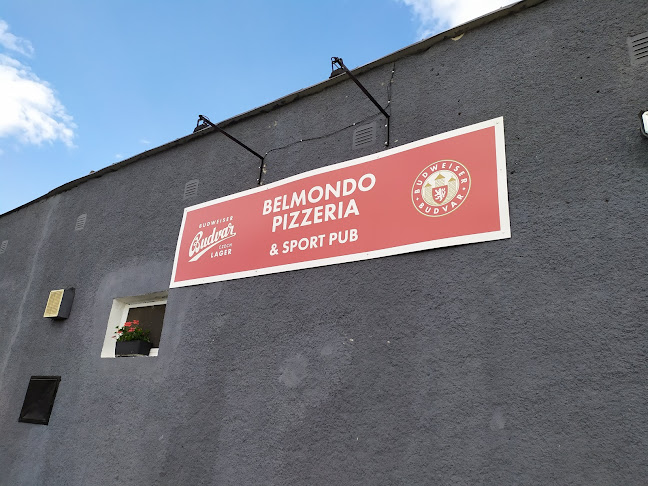 BUDWEISER
Budvar
CZECH
LAGER
BELMONDO
PIZZERIA
& SPORT PUB
BUDWEISER
BUDVAR